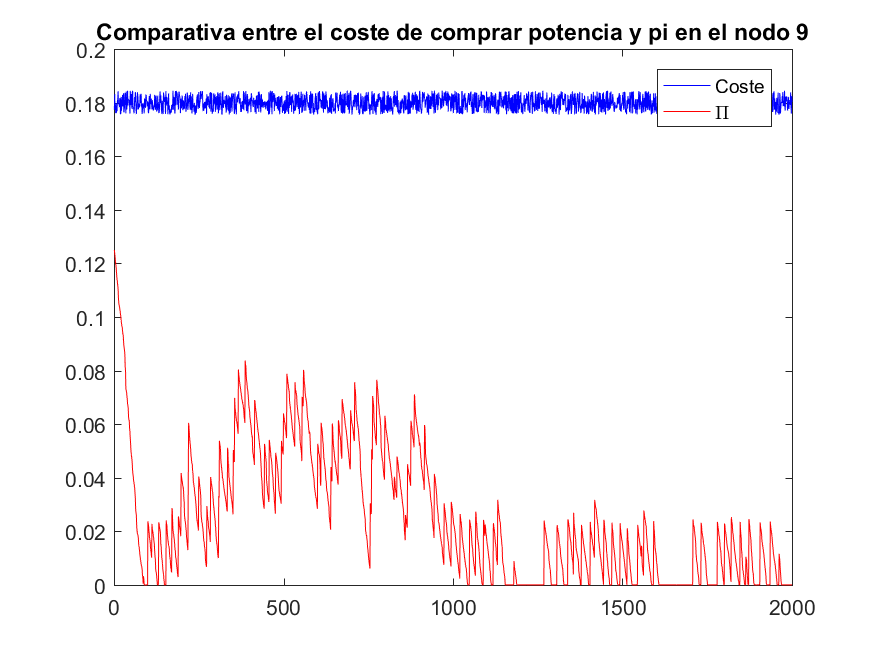 Comparativa entre el coste de comprar potencia y pi en el nodo 9
0.2
0.18
0.16
0.14
0.12
0.1
0.08
0.06
0.04
0.02
0
Coste
Π
0 500 1000 1500 2000